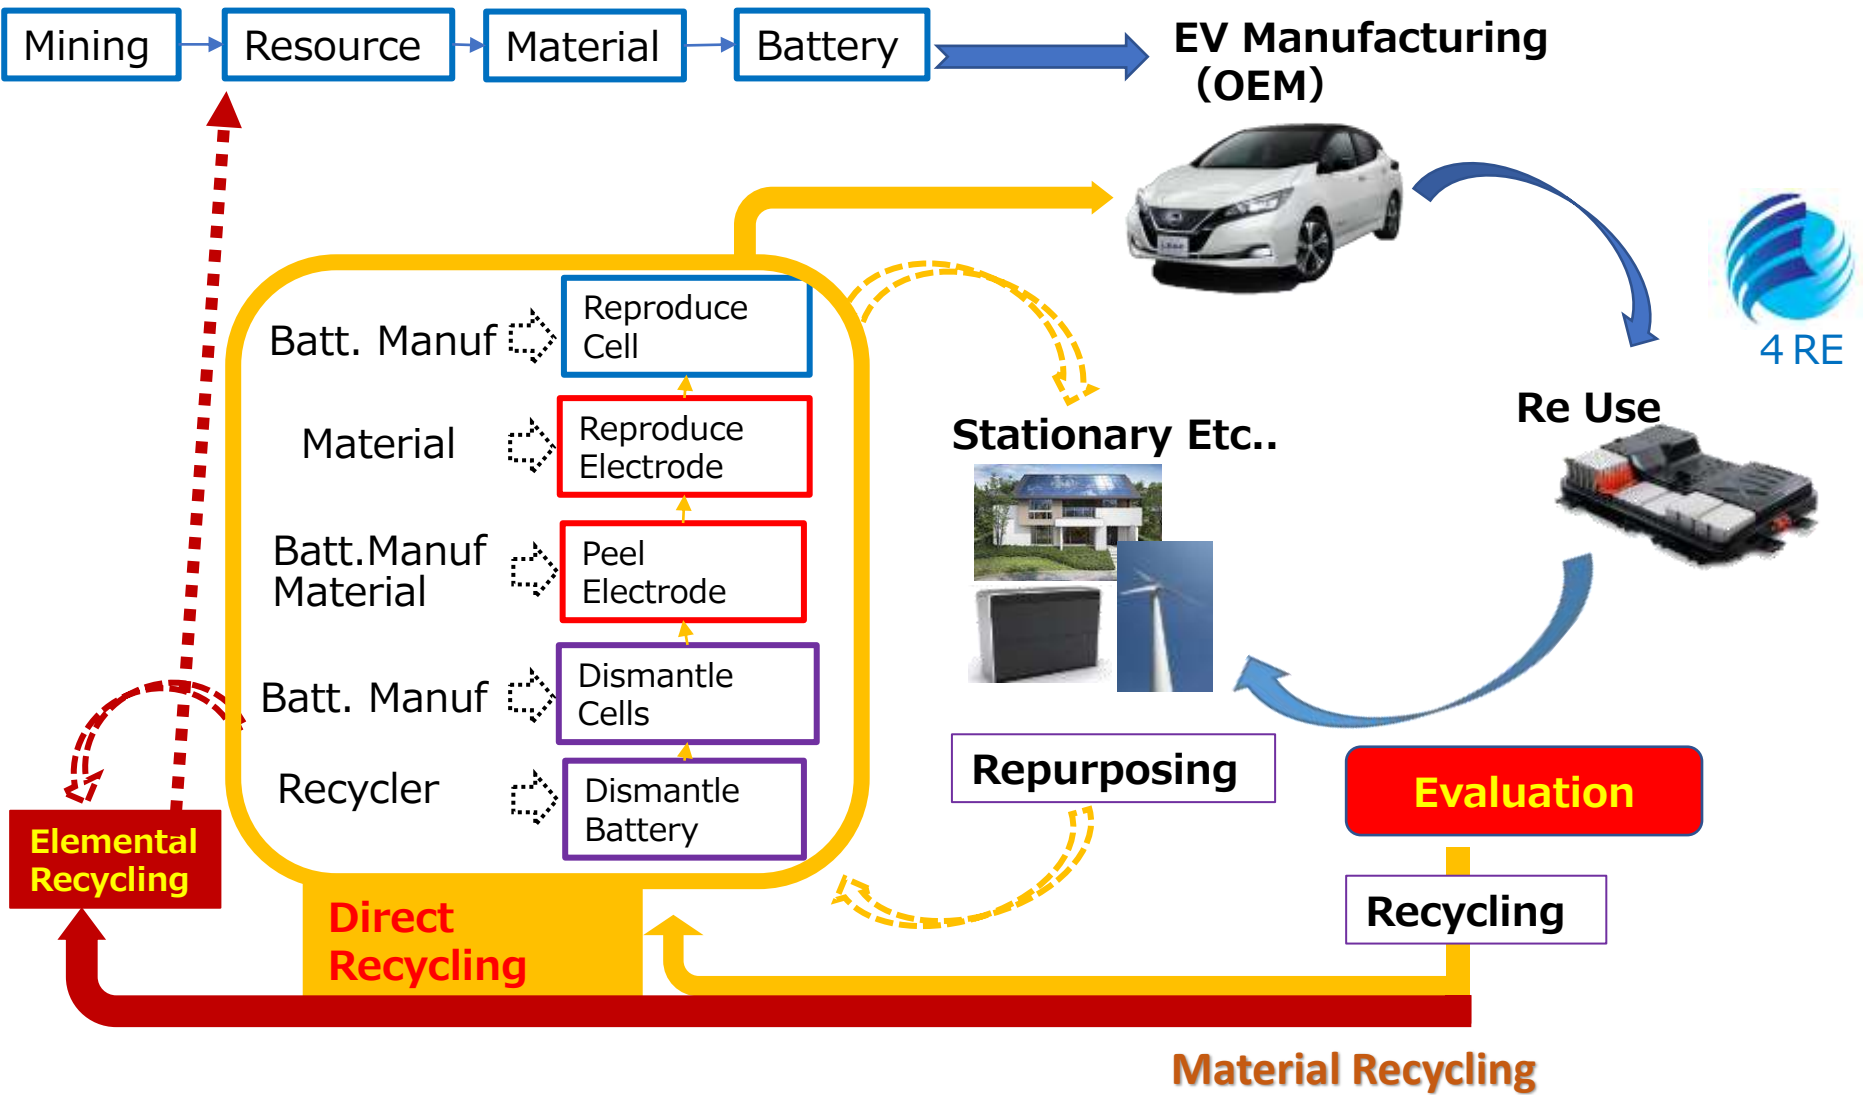 Mining
Resource
Material
Battery
EV Manufacturing
（OEM）
4 RE
Re Use
Stationary Etc..
Batt. Manuf
Reproduce
Cell
Material
Reproduce
Electrode
Batt.Manuf
Material
Peel
Electrode
Batt. Manuf
Dismantle
Cells
Recycler
Dismantle
Battery
Repurposing
Evaluation
Elemental
Recycling
Recycling
Direct
Recycling
Material Recycling